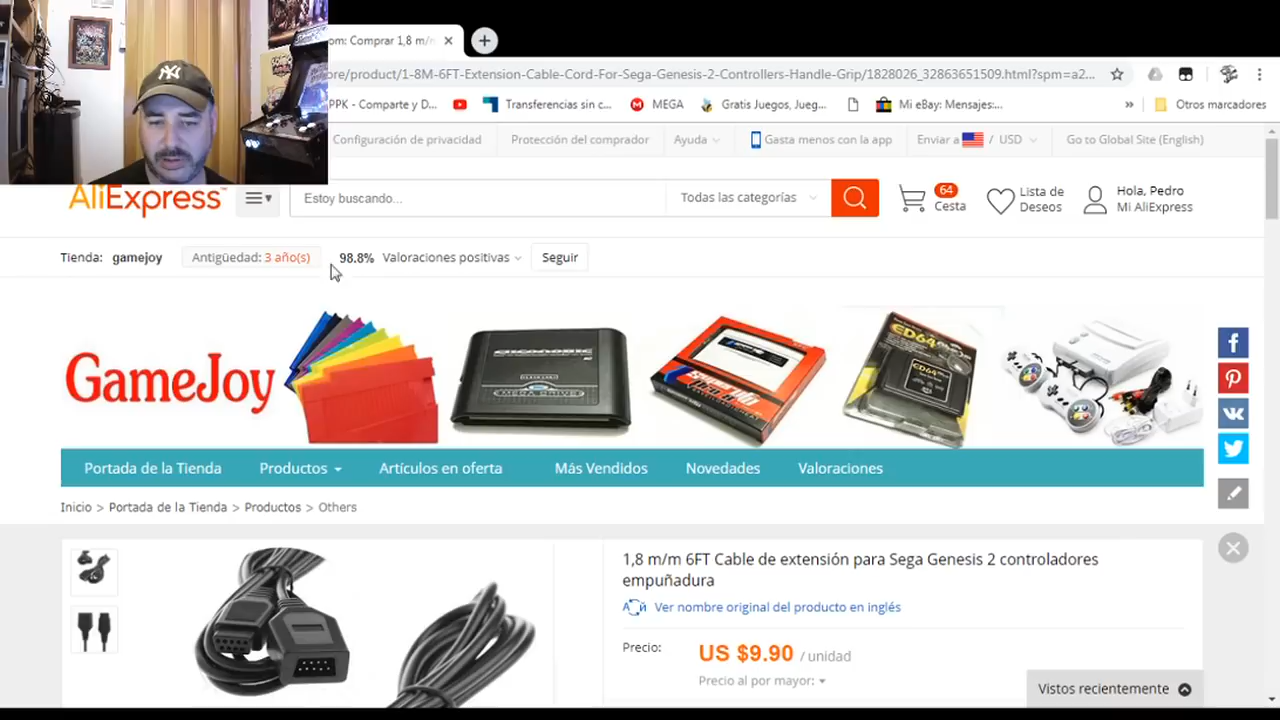 om: Comprar 1,8 m/n
ore/product/1-8M-6FT-Extension-Cable-Cord-For-Sega-Genesis-2-Controllers-Handle-Grip/1828026_32863651509.html?spm=a2...
PPK - Comparte y D...
Transferencias sin c...
MEGA
Gratis Juegos, Jueg...
Mi eBay: Mensajes:...
»
Otros marcadores
Configuración de privacidad
Protección del comprador
Ayuda
Gasta menos con la app
Enviar a / USD
Go to Global Site (English)
AliExpress™
Estoy buscando...
Todas las categorías
64
Cesta
Lista de
Deseos
Hola, Pedro
Mi AliExpress
Tienda: gamejoy
Antigüedad: 3 año(s)
98.8% Valoraciones positivas
Seguir
GameJoy
MEGA DRIVE
ED64Plus
Portada de la Tienda
Productos
Artículos en oferta
Más Vendidos
Novedades
Valoraciones
Inicio > Portada de la Tienda > Productos > Others
1,8 m/m 6FT Cable de extensión para Sega Genesis 2 controladores
empuñadura
Ver nombre original del producto en inglés
Precio:
US $9.90 / unidad
Precio al por mayor:
Vistos recientemente